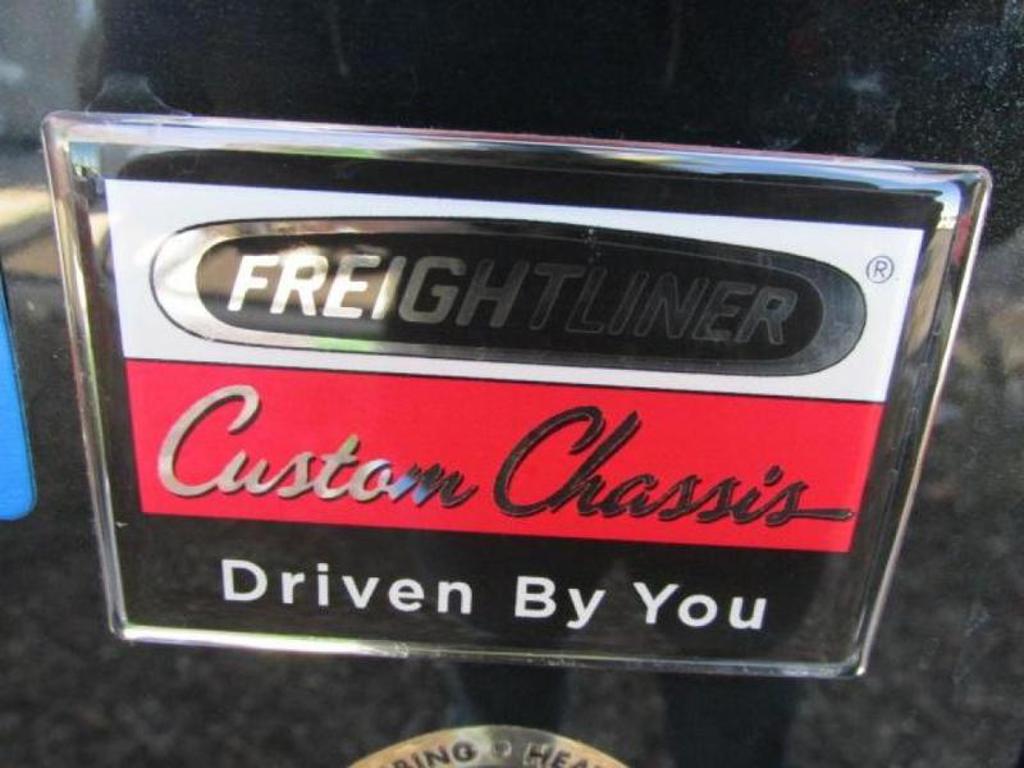 FREIGHTLINER ®
Custom Chassis
Driven By You